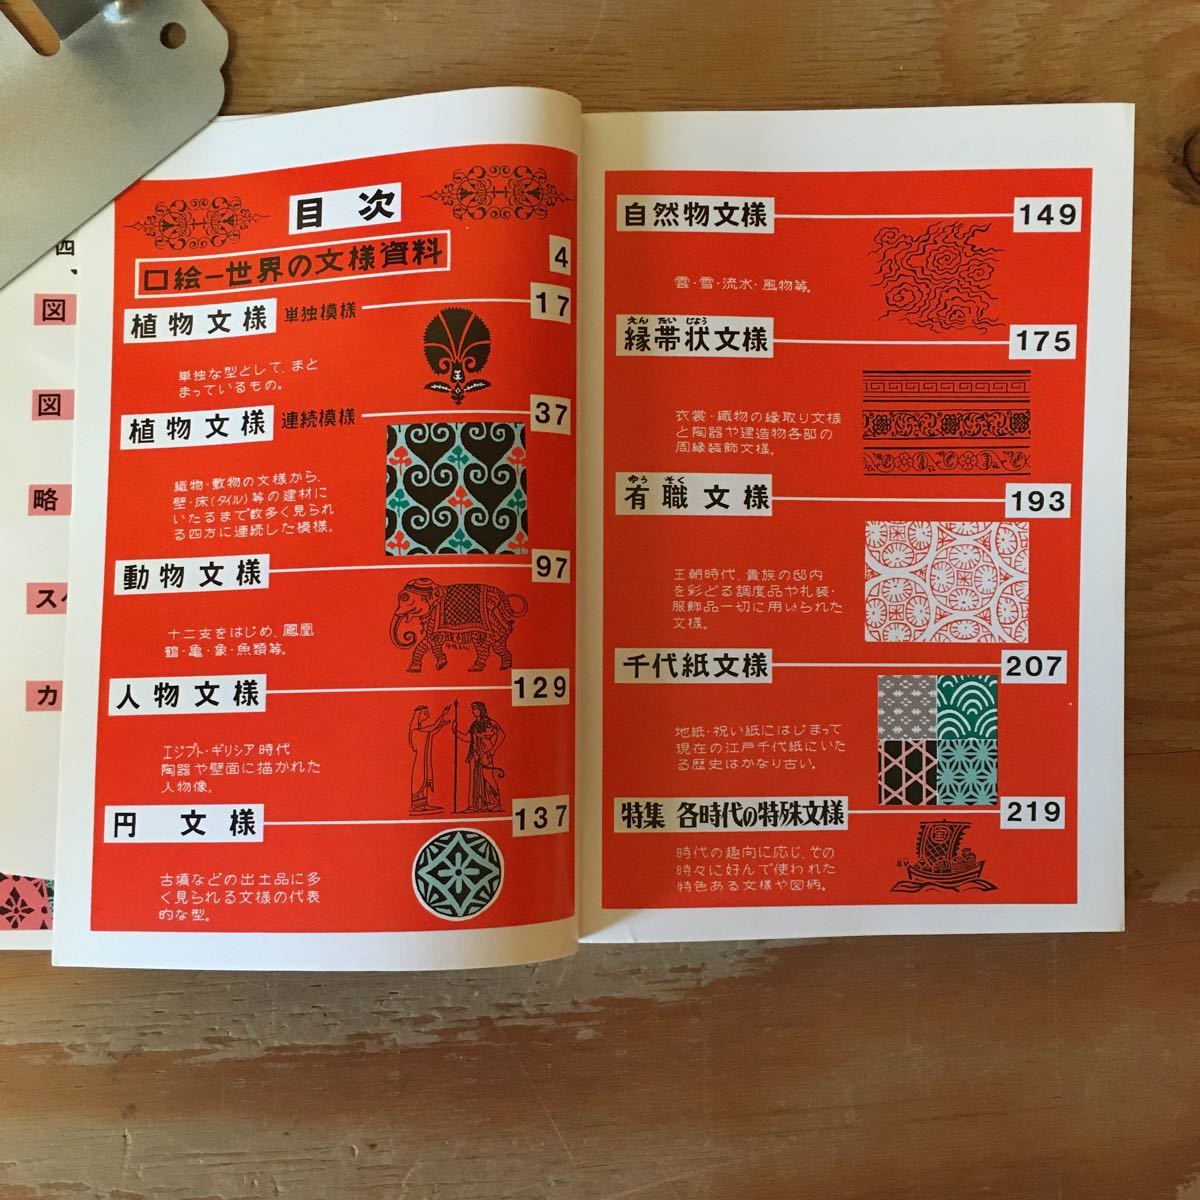 四
図
図
略
スケ
カ
目次
口絵―世界の文様資料 4
植物文様 単独模様 17
単独な型として、まと
まっているもの。
植物文様 連続模様 37
織物・敷物の文様から、
壁・床(タイル)等の建材に
いたるまで数多く見られ
る四方に連続した模様。
動物文様 97
十二支をはじめ、鳳凰
鶴・亀・象・魚類等。
人物文様 129
エジプト・ギリシア時代
陶器や壁面に描かれた
人物像。
円文様 137
古墳などの出土品に多
く見られる文様の代表
的な型。
自然物文様 149
雲・雪・流水・風物等。
えん たい じょう
縁帯状文様 175
衣裳・織物の縁取り文様
と陶器や建造物各部の
周縁装飾文様。
ゆう そく
有職文様 193
王朝時代、貴族の邸内
を彩どる調度品や礼装・
服飾品一切に用いられた
文様。
千代紙文様 207
地紙・祝い紙にはじまって
現在の江戸千代紙にいた
る歴史はかなり古い。
特集 各時代の特殊文様 219
時代の趣向に応じ、その
時々に好んで使われた
特色ある文様や図柄。